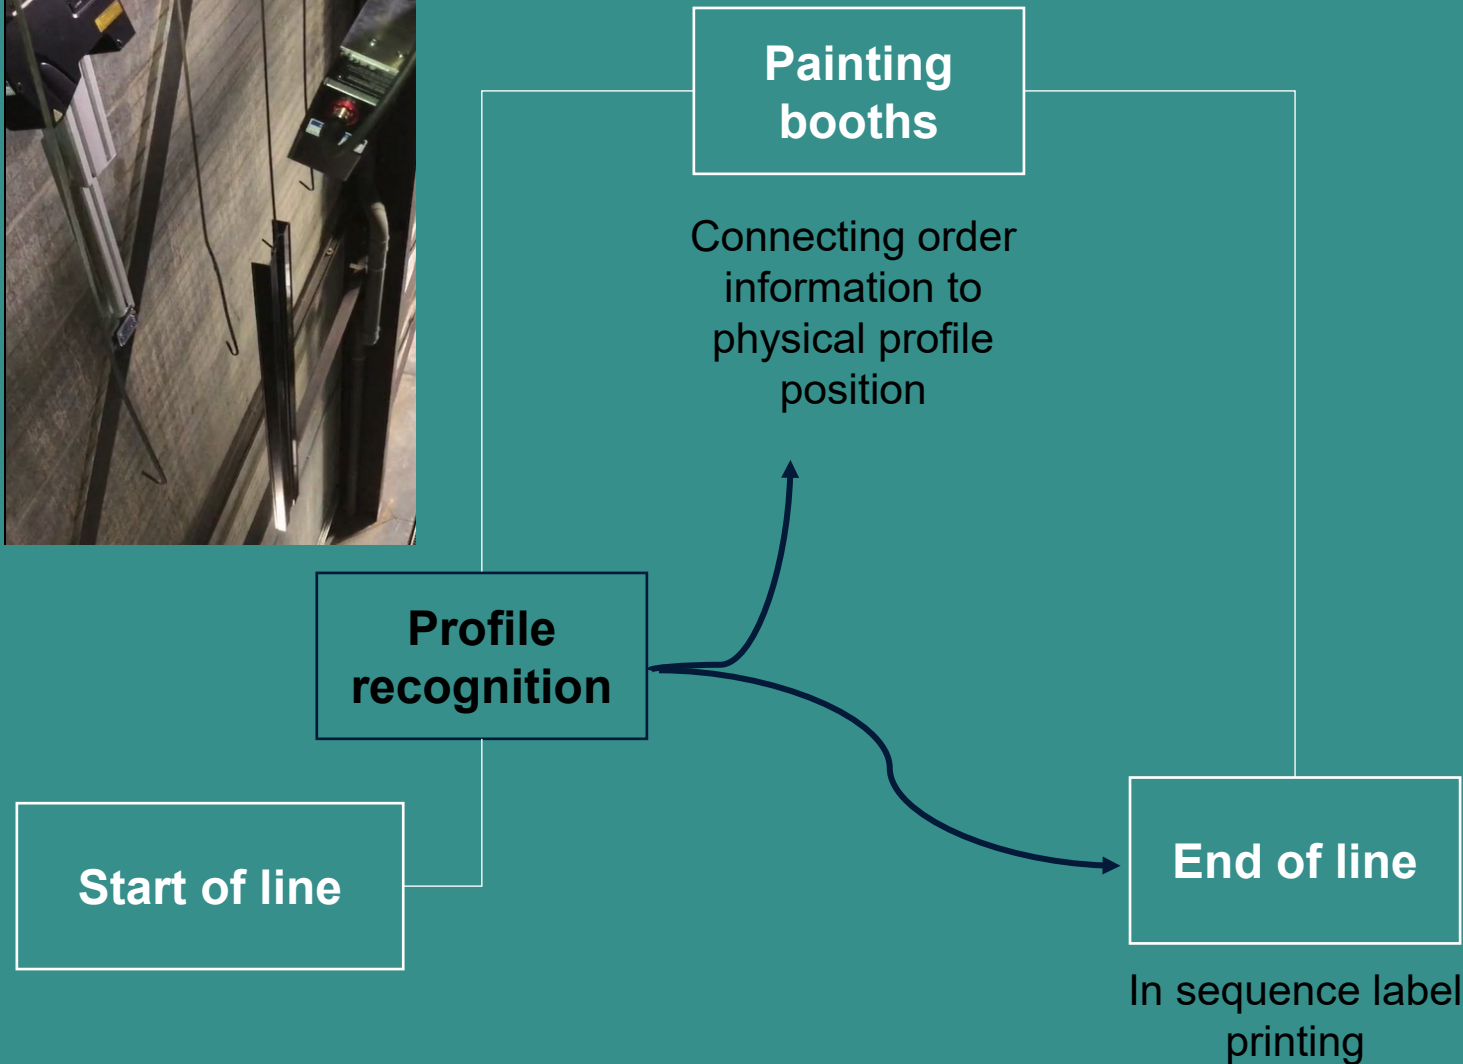 Painting
booths
Connecting order
information to
physical profile
position
Profile
recognition
Start of line
End of line
In sequence label
printing